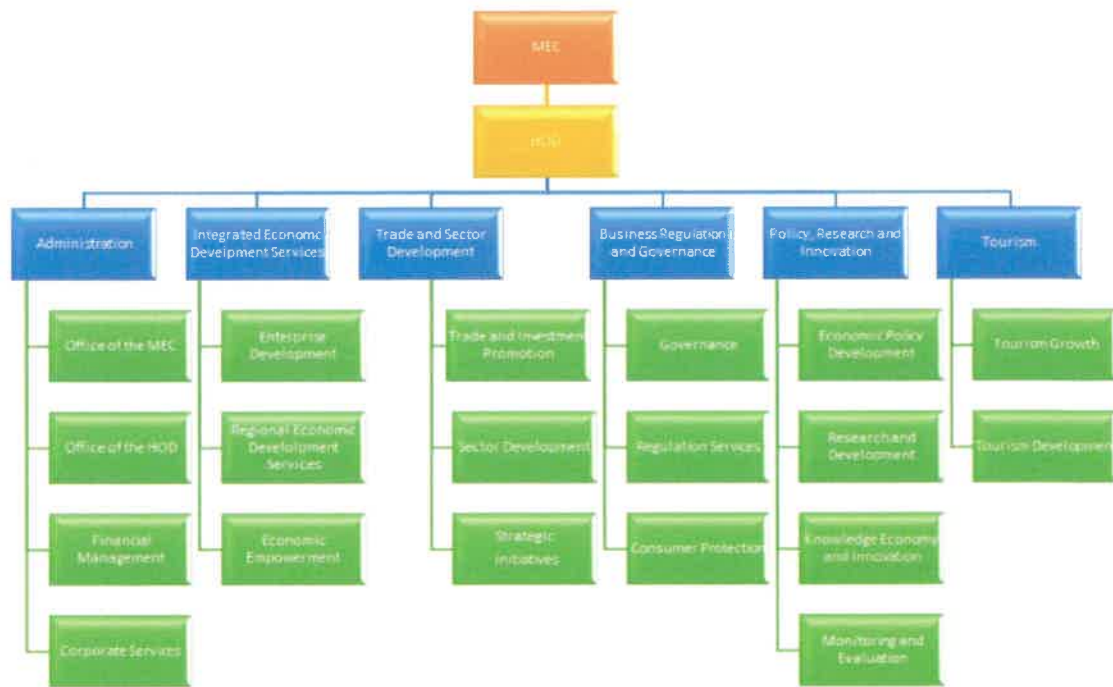 MEC
HOD
Administration
Integrated Economic
Develpment Services
Trade and Sector
Development
Business Regulation
and Governance
Policy, Research and
Innovation
Tourism
Office of the MEC
Enterprise
Development
Trade and Investment
Promotion
Governance
Economic Policy
Development
Tourism Growth
Office of the HOD
Regional Economic
Development
Services
Sector Development
Regulation Services
Research and
Development
Tourism Development
Financial
Management
Economic
Empowerment
Strategic
Initiatives
Consumer Protection
Knowledge Economy
and Innovation
Corporate Services
Monitoring and
Evaluation